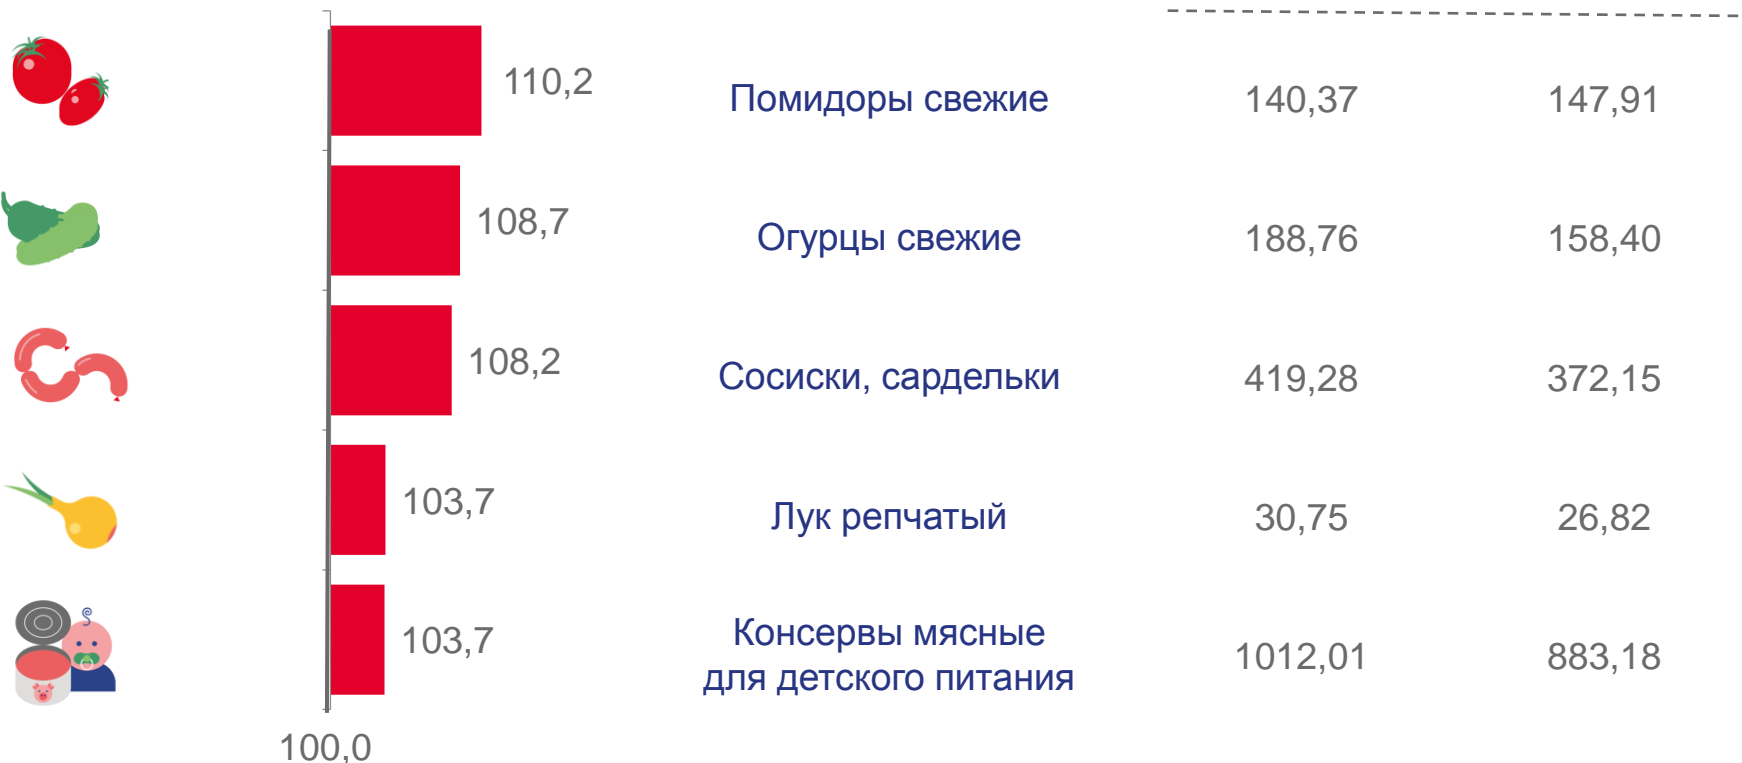 110,2 Помидоры свежие 140,37 147,91
108,7 Огурцы свежие 188,76 158,40
108,2 Сосиски, сардельки 419,28 372,15
103,7 Лук репчатый 30,75 26,82
103,7 Консервы мясные
для детского питания 1012,01 883,18
100,0